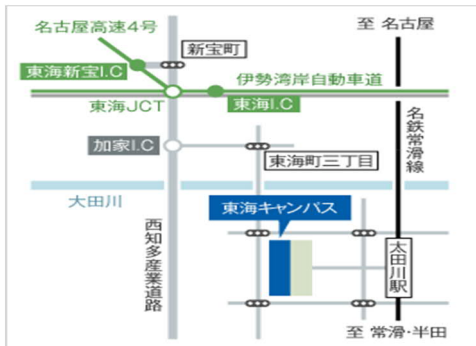 名古屋高速4号
至 名古屋
新宝町
東海新宝I.C
伊勢湾岸自動車道
東海JCT
東海I.C
名鉄常滑線
加家I.C
東海町三丁目
大田川
東海キャンパス
西知多産業道路
太田川駅
至 常滑・半田